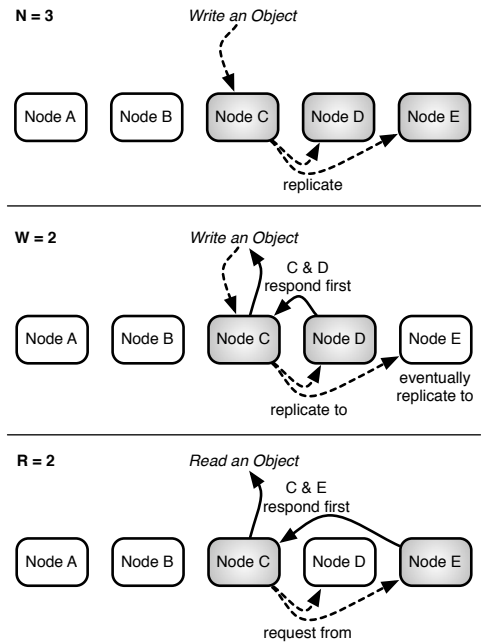 N = 3
Write an Object
Node A
Node B
Node C
Node D
Node E
replicate
W = 2
Write an Object
C & D
respond first
Node A
Node B
Node C
Node D
Node E
replicate to
eventually
replicate to
R = 2
Read an Object
C & E
respond first
Node A
Node B
Node C
Node D
Node E
request from